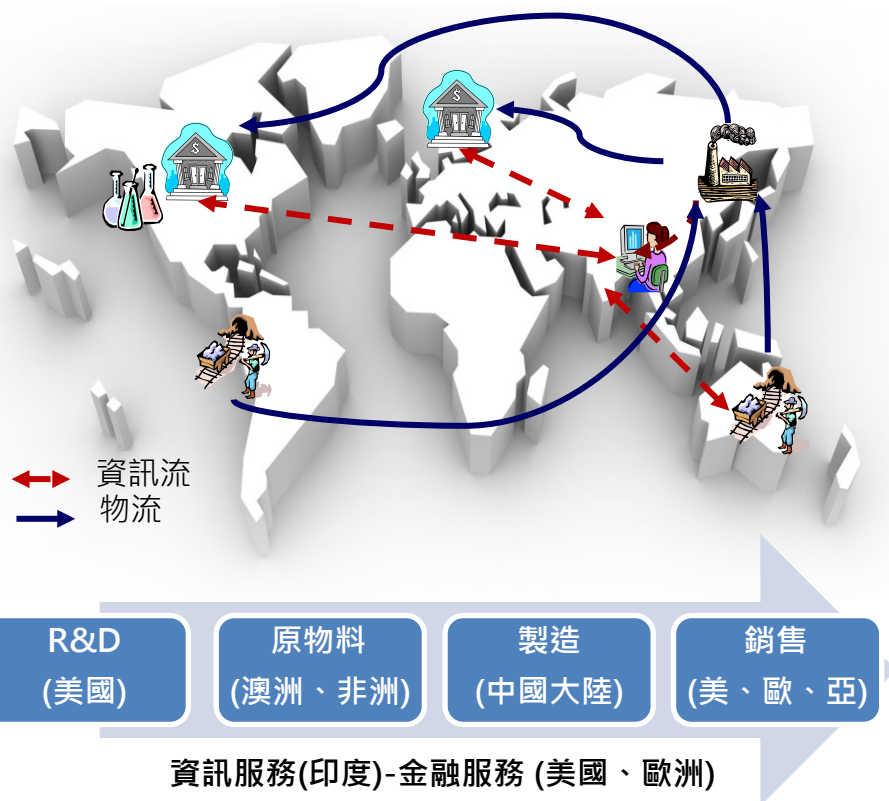 $
$
資訊流
物流
R&D
(美國)
原物料
(澳洲、非洲)
製造
(中國大陸)
銷售
(美、歐、亞)
資訊服務(印度)-金融服務 (美國、歐洲)